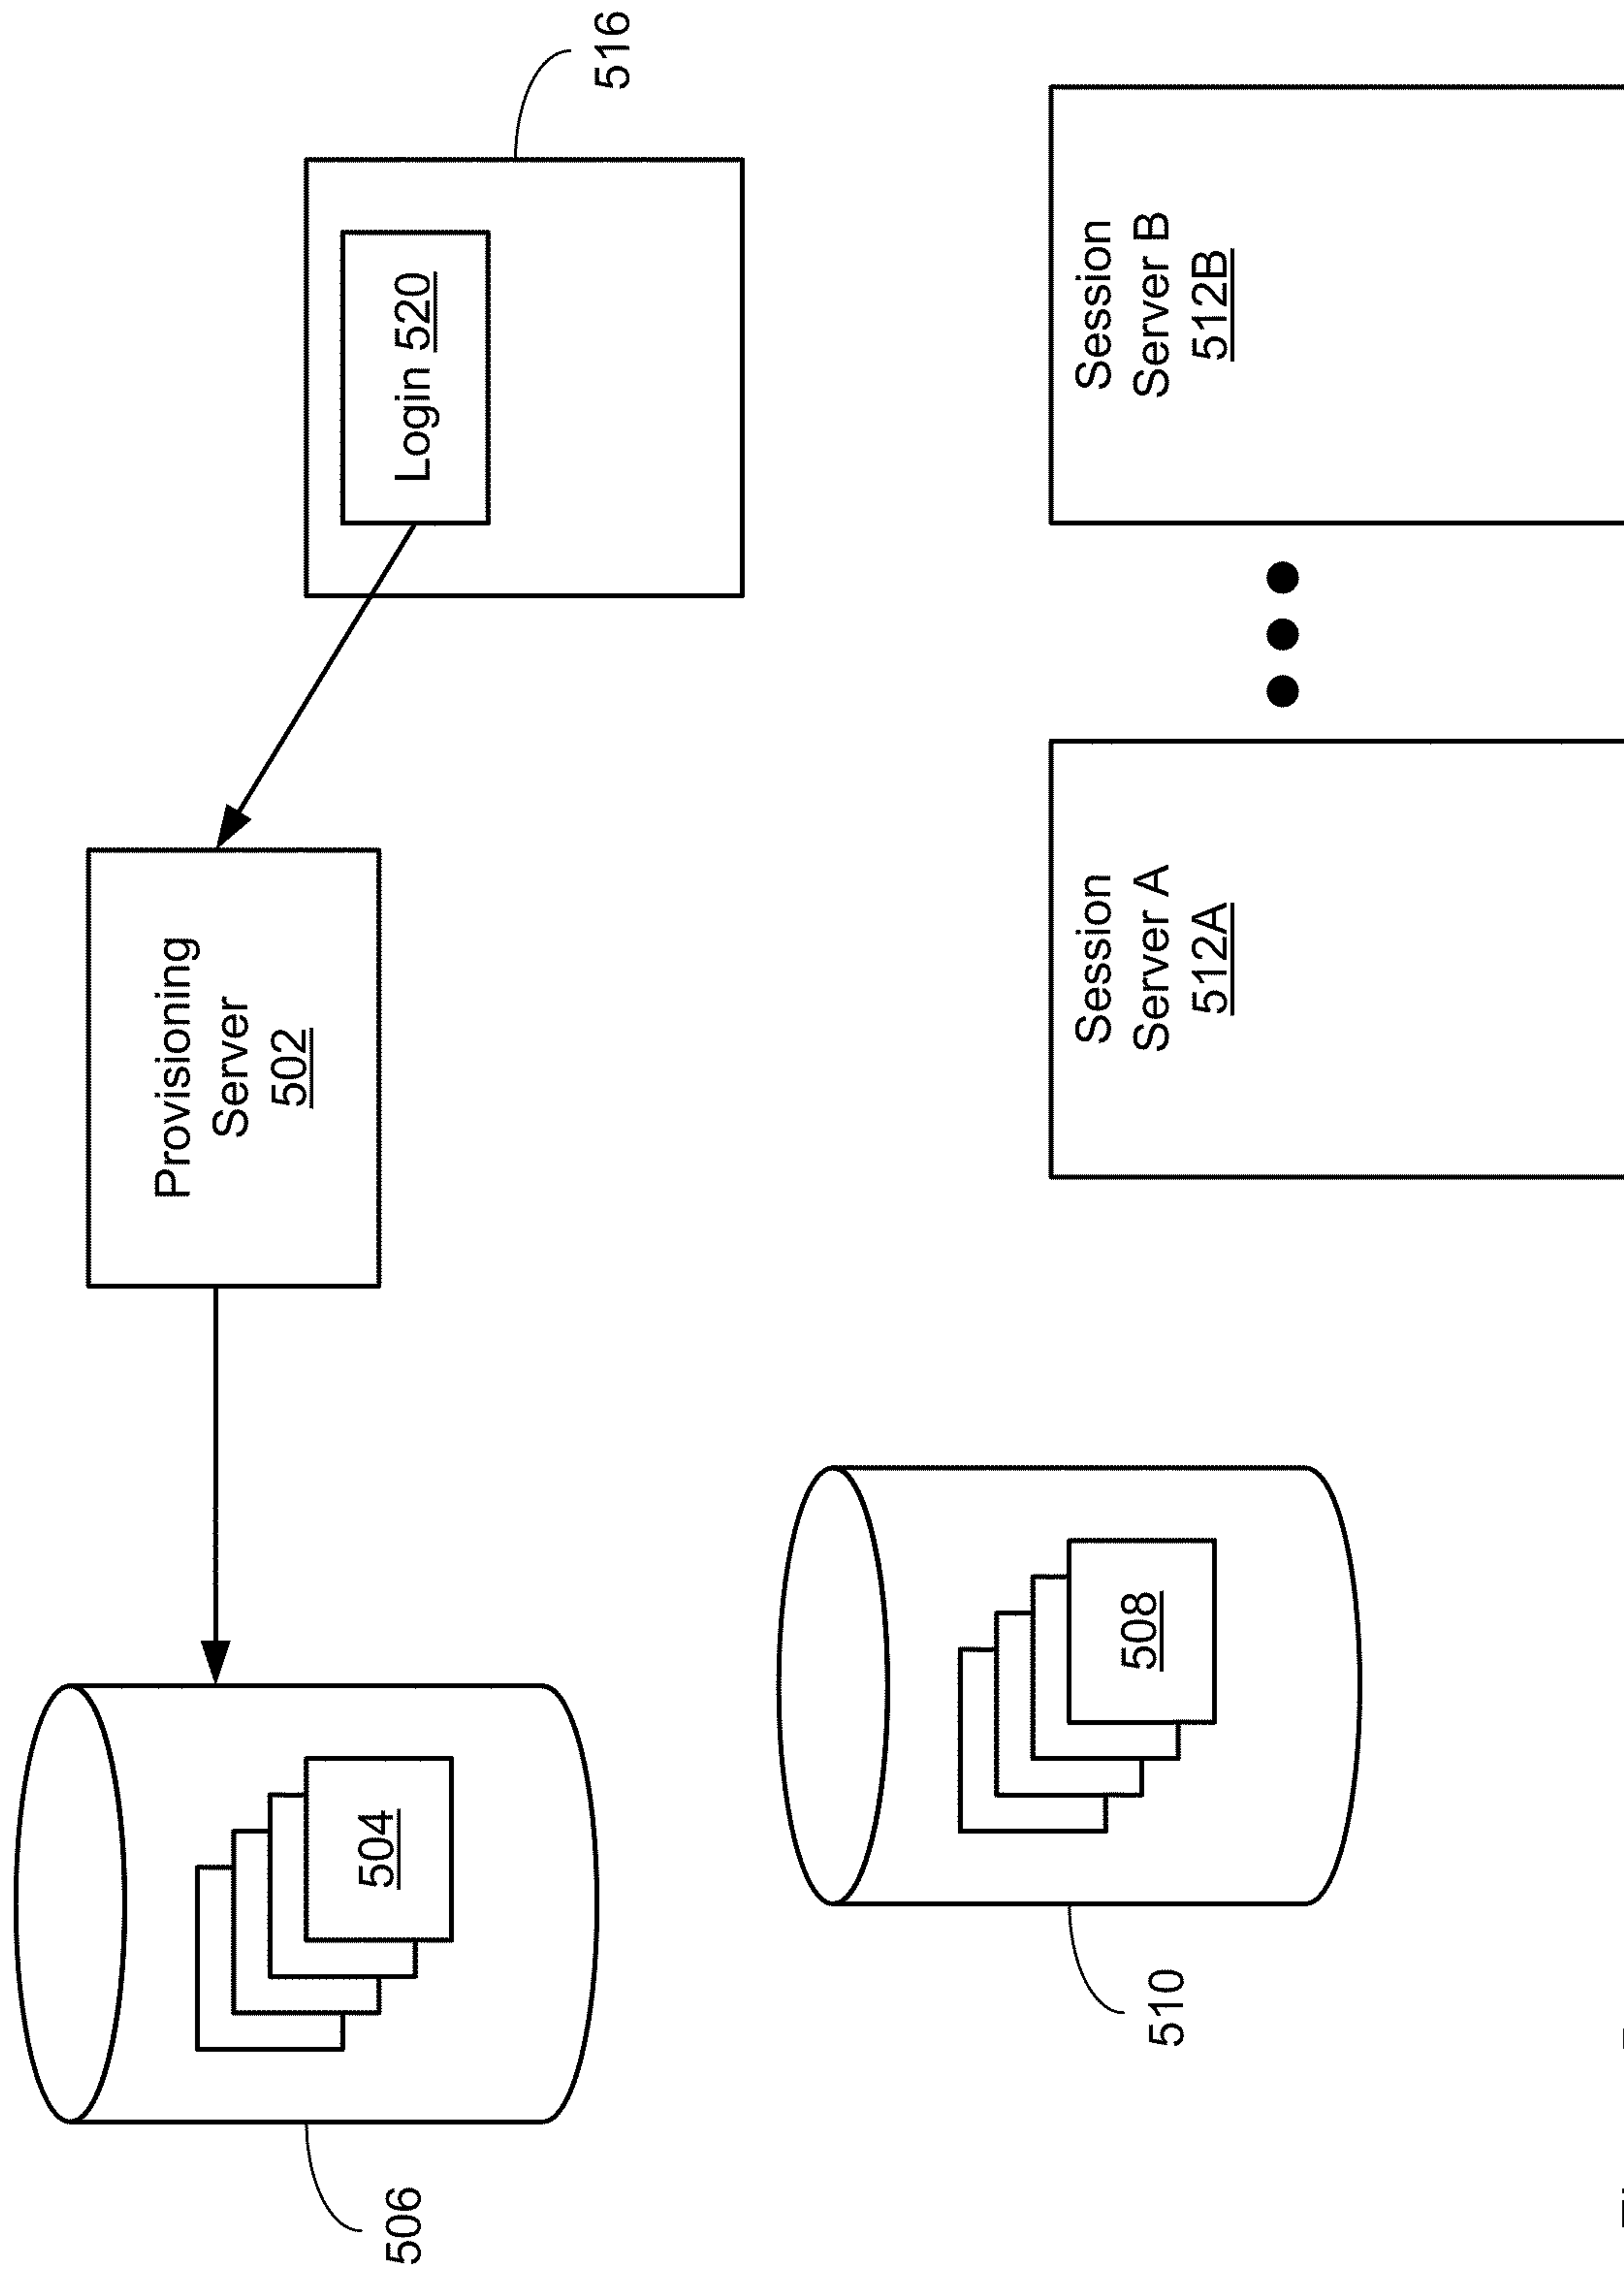 506
504
Provisioning
Server
502
Login 520
516
510
508
Session
Server A
512A
Session
Server B
512B